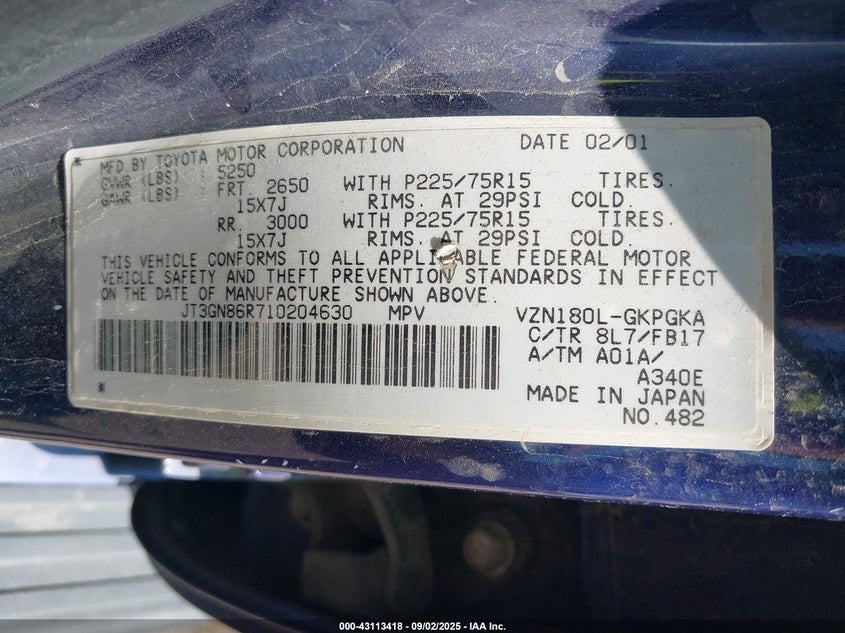 MFD BY TOYOTA MOTOR CORPORATION DATE 02/01
GVWR (LBS) : 5250
GAWR (LBS) : FRT. 2650 WITH P225/75R15 TIRES.
15X7J RIMS. AT 29PSI COLD.
RR. 3000 WITH P225/75R15 TIRES.
15X7J RIMS. AT 29PSI COLD.
THIS VEHICLE CONFORMS TO ALL APPLICABLE FEDERAL MOTOR
VEHICLE SAFETY AND THEFT PREVENTION STANDARDS IN EFFECT
ON THE DATE OF MANUFACTURE SHOWN ABOVE.
JT3GN86R710204630 MPV VZN180L-GKPGKA
C/TR 8L7/FB17
A/TM A01A/
A340E
MADE IN JAPAN
NO.482
000-43113418 - 09/02/2025 - IAA Inc.